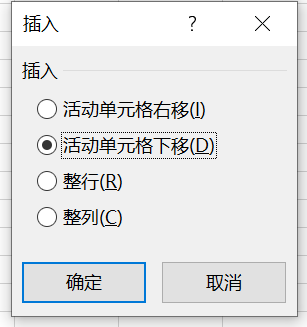 插入
插入
活动单元格右移(I)
活动单元格下移(D)
整行(R)
整列(C)
确定
取消